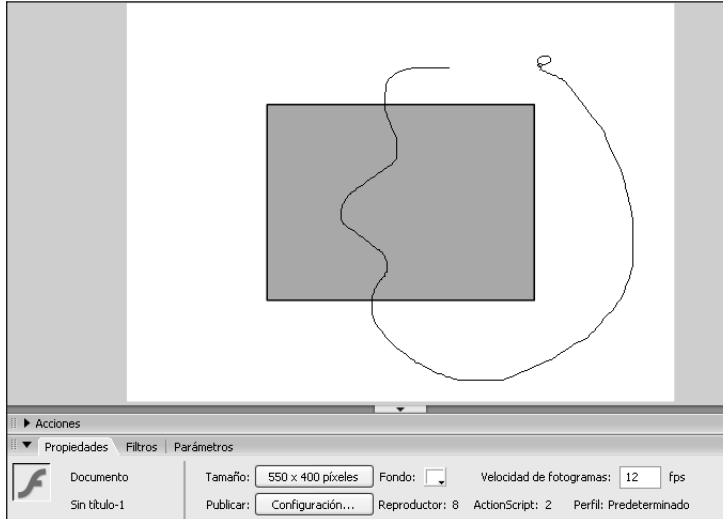 Acciones
Propiedades Filtros Parámetros
Documento Tamaño: 550 x 400 píxeles Fondo: Velocidad de fotogramas: 12 fps
Sin título-1 Publicar: Configuración... Reproductor: 8 ActionScript: 2 Perfil: Predeterminado